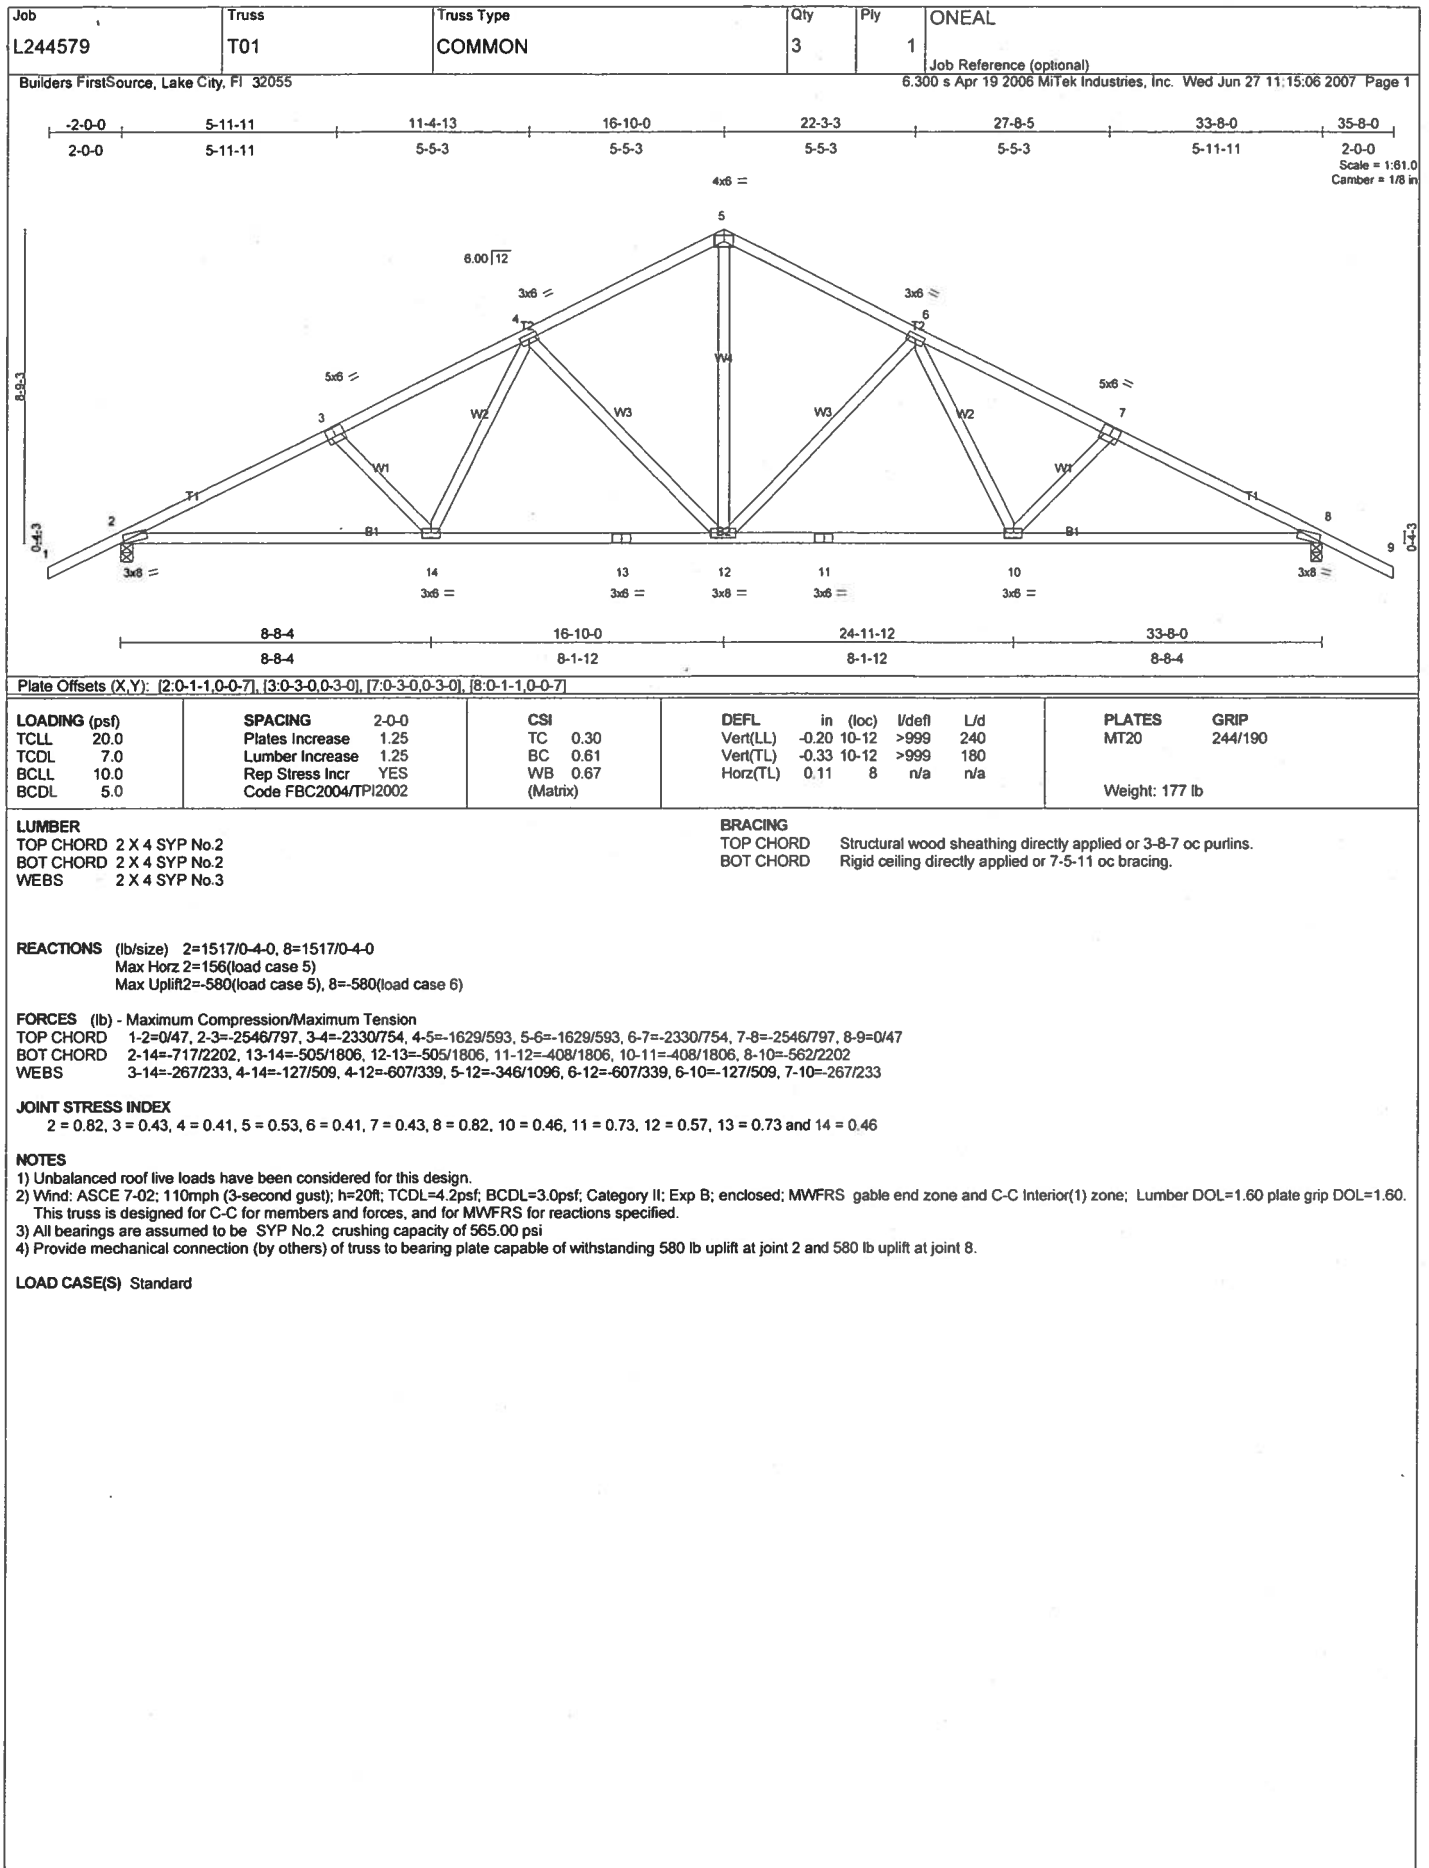 Job Truss Truss Type Qty Ply ONEAL
L244579 T01 COMMON 3 1
Job Reference (optional)
Builders FirstSource, Lake City, Fl 32055 6.300 s Apr 19 2006 MiTek Industries, Inc. Wed Jun 27 11:15:06 2007 Page 1
-2-0-0 5-11-11 11-4-13 16-10-0 22-3-3 27-8-5 33-8-0 35-8-0
2-0-0 5-11-11 5-5-3 5-5-3 5-5-3 5-5-3 5-11-11 2-0-0
Scale = 1:61.0
Camber = 1/8 in
4x6 =
5
6.00 12
3x6 = 3x6 =
4 T2 T2 6
W4
5x6 = 5x6 =
8-9-3
3 W2 W3 W3 W2 7
W1 W1
T1 T1
2 8
0-4-3 B1 B2 B1 0-4-3
1 9
3x8 = 14 13 12 11 10 3x8 =
3x6 = 3x6 = 3x8 = 3x6 = 3x6 =
8-8-4 16-10-0 24-11-12 33-8-0
8-8-4 8-1-12 8-1-12 8-8-4
Plate Offsets (X,Y): [2:0-1-1,0-0-7], [3:0-3-0,0-3-0], [7:0-3-0,0-3-0], [8:0-1-1,0-0-7]
LOADING (psf) SPACING 2-0-0 CSI DEFL in (loc) l/defl L/d PLATES GRIP
TCLL 20.0 Plates Increase 1.25 TC 0.30 Vert(LL) -0.20 10-12 >999 240 MT20 244/190
TCDL 7.0 Lumber Increase 1.25 BC 0.61 Vert(TL) -0.33 10-12 >999 180
BCLL 10.0 Rep Stress Incr YES WB 0.67 Horz(TL) 0.11 8 n/a n/a
BCDL 5.0 Code FBC2004/TPI2002 (Matrix) Weight: 177 lb
LUMBER
TOP CHORD 2 X 4 SYP No.2
BOT CHORD 2 X 4 SYP No.2
WEBS 2 X 4 SYP No.3
BRACING
TOP CHORD Structural wood sheathing directly applied or 3-8-7 oc purlins.
BOT CHORD Rigid ceiling directly applied or 7-5-11 oc bracing.
REACTIONS (lb/size) 2=1517/0-4-0, 8=1517/0-4-0
Max Horz 2=156(load case 5)
Max Uplift2=-580(load case 5), 8=-580(load case 6)
FORCES (lb) - Maximum Compression/Maximum Tension
TOP CHORD 1-2=0/47, 2-3=-2546/797, 3-4=-2330/754, 4-5=-1629/593, 5-6=-1629/593, 6-7=-2330/754, 7-8=-2546/797, 8-9=0/47
BOT CHORD 2-14=-717/2202, 13-14=-505/1806, 12-13=-505/1806, 11-12=-408/1806, 10-11=-408/1806, 8-10=-562/2202
WEBS 3-14=-267/233, 4-14=-127/509, 4-12=-607/339, 5-12=-346/1096, 6-12=-607/339, 6-10=-127/509, 7-10=-267/233
JOINT STRESS INDEX
2 = 0.82, 3 = 0.43, 4 = 0.41, 5 = 0.53, 6 = 0.41, 7 = 0.43, 8 = 0.82, 10 = 0.46, 11 = 0.73, 12 = 0.57, 13 = 0.73 and 14 = 0.46
NOTES
1) Unbalanced roof live loads have been considered for this design.
2) Wind: ASCE 7-02; 110mph (3-second gust); h=20ft; TCDL=4.2psf; BCDL=3.0psf; Category II; Exp B; enclosed; MWFRS gable end zone and C-C Interior(1) zone; Lumber DOL=1.60 plate grip DOL=1.60.
This truss is designed for C-C for members and forces, and for MWFRS for reactions specified.
3) All bearings are assumed to be SYP No.2 crushing capacity of 565.00 psi
4) Provide mechanical connection (by others) of truss to bearing plate capable of withstanding 580 lb uplift at joint 2 and 580 lb uplift at joint 8.
LOAD CASE(S) Standard